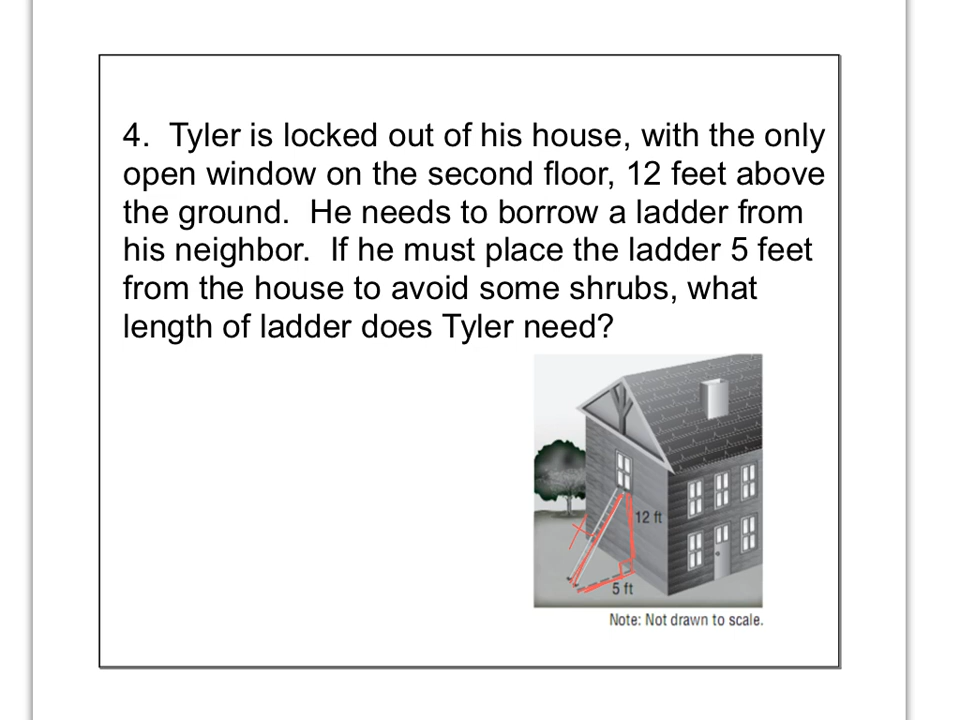 4.  Tyler is locked out of his house, with the only
open window on the second floor, 12 feet above
the ground.  He needs to borrow a ladder from
his neighbor.  If he must place the ladder 5 feet
from the house to avoid some shrubs, what
length of ladder does Tyler need?
12 ft
x
5 ft
Note: Not drawn to scale.